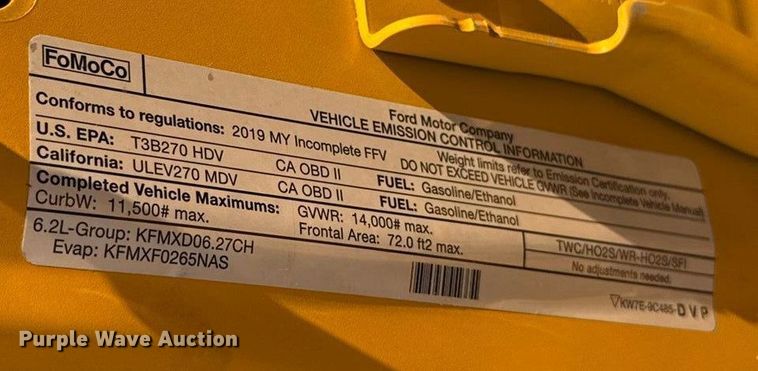 FoMoCo
Ford Motor Company
VEHICLE EMISSION CONTROL INFORMATION
Conforms to regulations: 2019 MY Incomplete FFV
Weight limits refer to Emission Certification only.
DO NOT EXCEED VEHICLE GVWR (See Incomplete Vehicle Manual)
U.S. EPA: T3B270 HDV CA OBD II FUEL: Gasoline/Ethanol
California: ULEV270 MDV CA OBD II FUEL: Gasoline/Ethanol
Completed Vehicle Maximums: GVWR: 14,000# max.
CurbW: 11,500# max. Frontal Area: 72.0 ft2 max.
TWC/HO2S/WR-HO2S/SFI
No adjustments needed.
6.2L-Group: KFMXD06.27CH
Evap: KFMXF0265NAS
KW7E-9C485-D V P
Purple Wave Auction